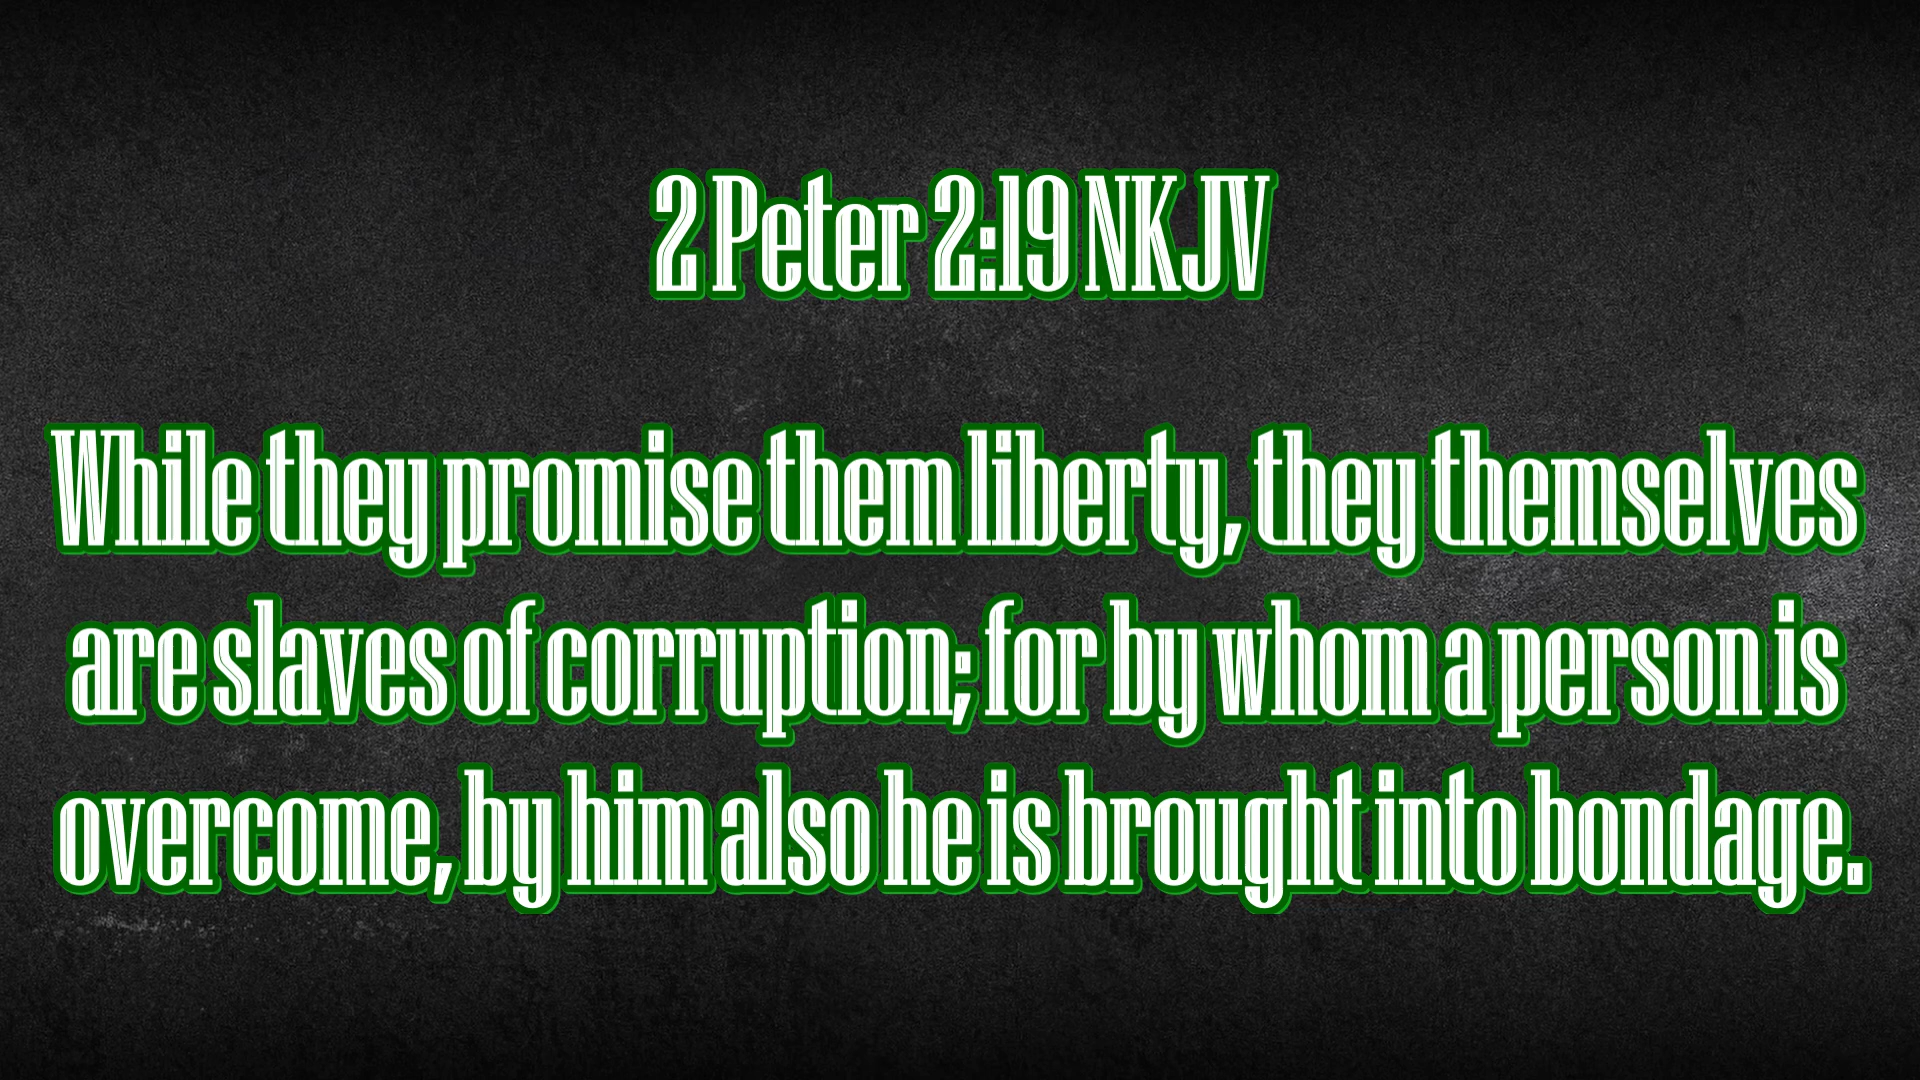 2 Peter 2:19 NKJV
While they promise them liberty, they themselves
are slaves of corruption; for by whom a person is
overcome, by him also he is brought into bondage.